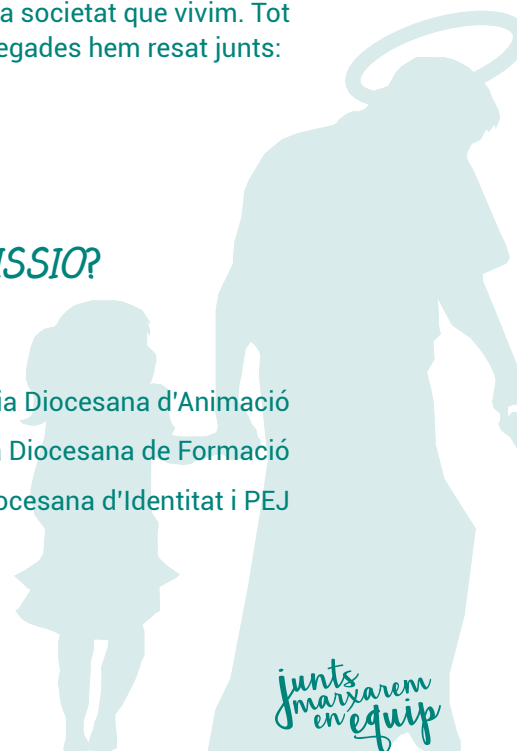 a societat que vivim. Tot
egades hem resat junts:
ISSIO?
ia Diocesana d'Animació
Diocesana de Formació
ocesana d'Identitat i PEJ
junts
marxarem
en equip